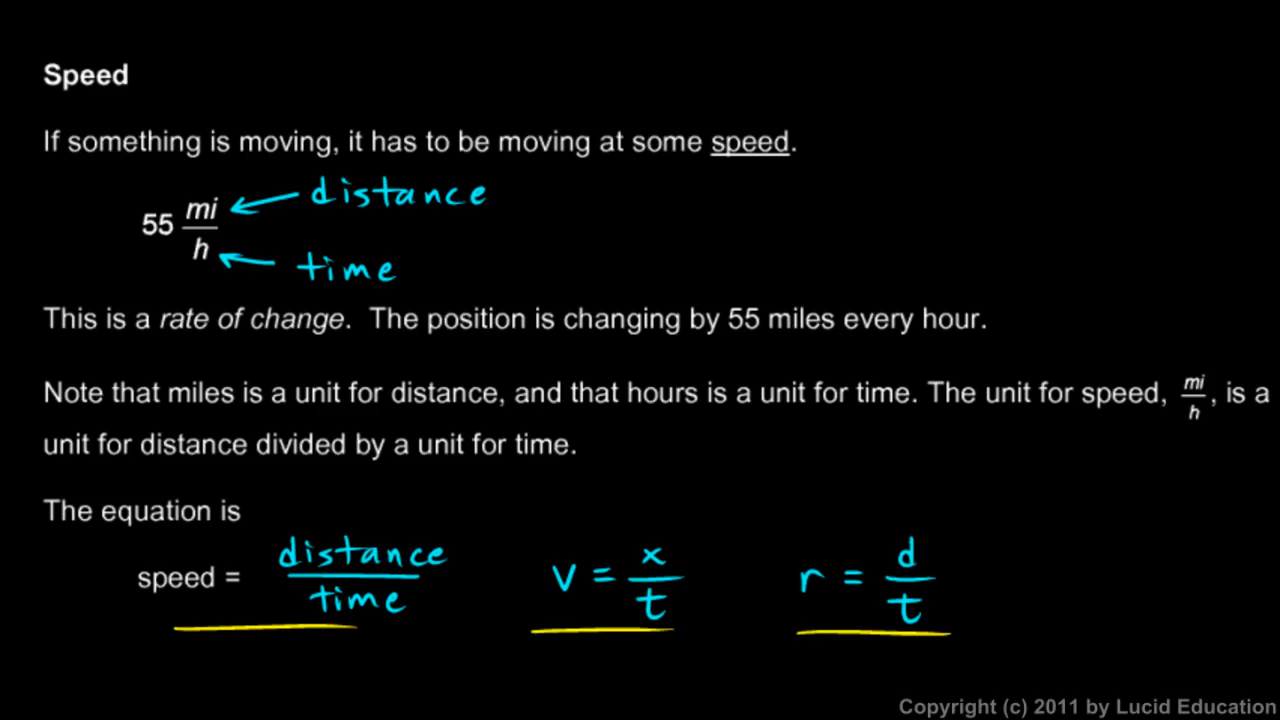 Speed
If something is moving, it has to be moving at some speed.
55 mi/h
distance
time
This is a rate of change. The position is changing by 55 miles every hour.
Note that miles is a unit for distance, and that hours is a unit for time. The unit for speed, mi/h, is a
unit for distance divided by a unit for time.
The equation is
speed = distance/time v = x/t r = d/t
Copyright (c) 2011 by Lucid Education